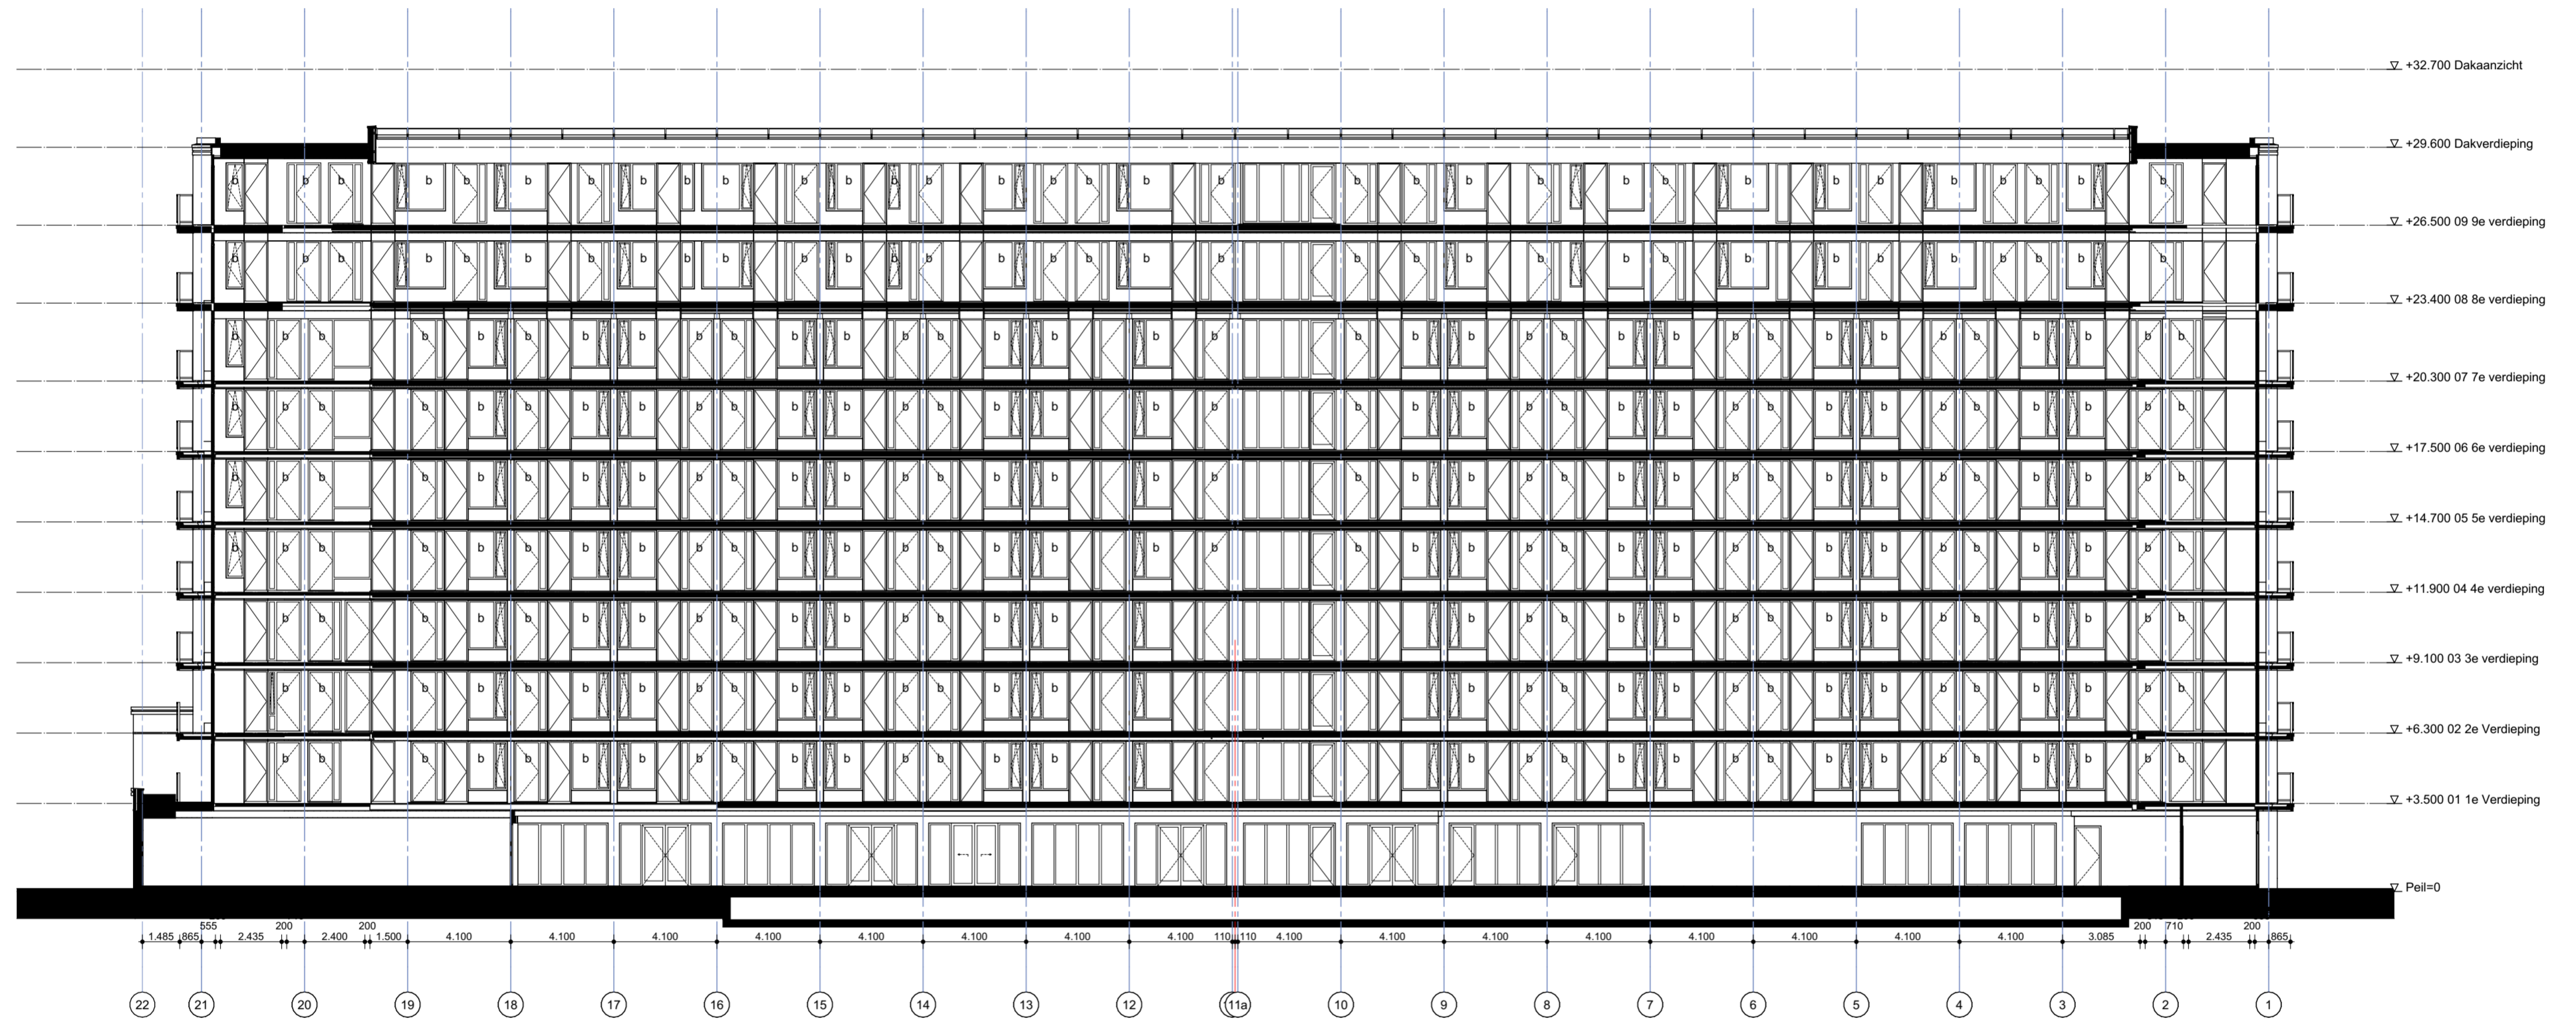 +32.700 Dakaanzicht
+29.600 Dakverdieping
b b b b b b b b b b b b b b b b b b b b b b b b b b b b b b b b b
+26.500 09 9e verdieping
b b b b b b b b b b b b b b b b b b b b b b b b b b b b b b b b b
+23.400 08 8e verdieping
b b b b b b b b b b b b b b b b b b b b b b b b b b b b b b b b b b b b
+20.300 07 7e verdieping
b b b b b b b b b b b b b b b b b b b b b b b b b b b b b b b b b b b b
+17.500 06 6e verdieping
b b b b b b b b b b b b b b b b b b b b b b b b b b b b b b b b b b b b
+14.700 05 5e verdieping
b b b b b b b b b b b b b b b b b b b b b b b b b b b b b b b b b b b b
+11.900 04 4e verdieping
b b b b b b b b b b b b b b b b b b b b b b b b b b b b b b b b b b b
+9.100 03 3e verdieping
b b b b b b b b b b b b b b b b b b b b b b b b b b b b b b b b b b b
+6.300 02 2e Verdieping
b b b b b b b b b b b b b b b b b b b b b b b b b b b b b b b b b b b
+3.500 01 1e Verdieping
Peil=0
555 200 200 200 710 200
1.485 865 2.435 2.400 1.500 4.100 4.100 4.100 4.100 4.100 4.100 4.100 4.100 110 110 4.100 4.100 4.100 4.100 4.100 4.100 4.100 4.100 3.085 2.435 865
22 21 20 19 18 17 16 15 14 13 12 11a 10 9 8 7 6 5 4 3 2 1